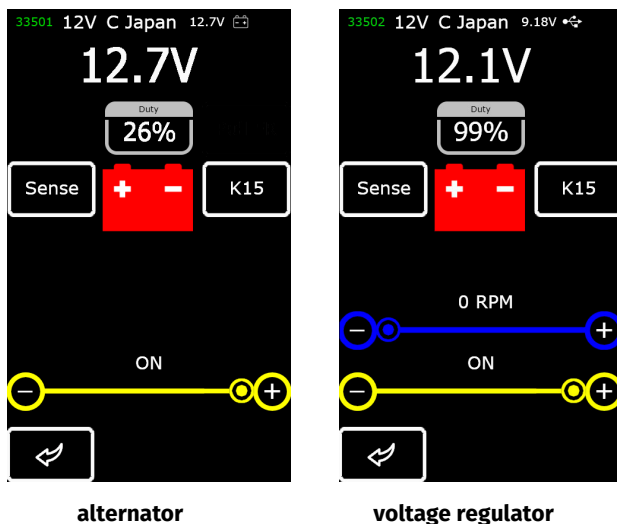 33501 12V C Japan 12.7V
12.7V
Duty
26%
Sense
+ −
K15
ON
− +
alternator
33502 12V C Japan 9.18V
12.1V
Duty
99%
Sense
+ −
K15
0 RPM
− +
ON
− +
voltage regulator